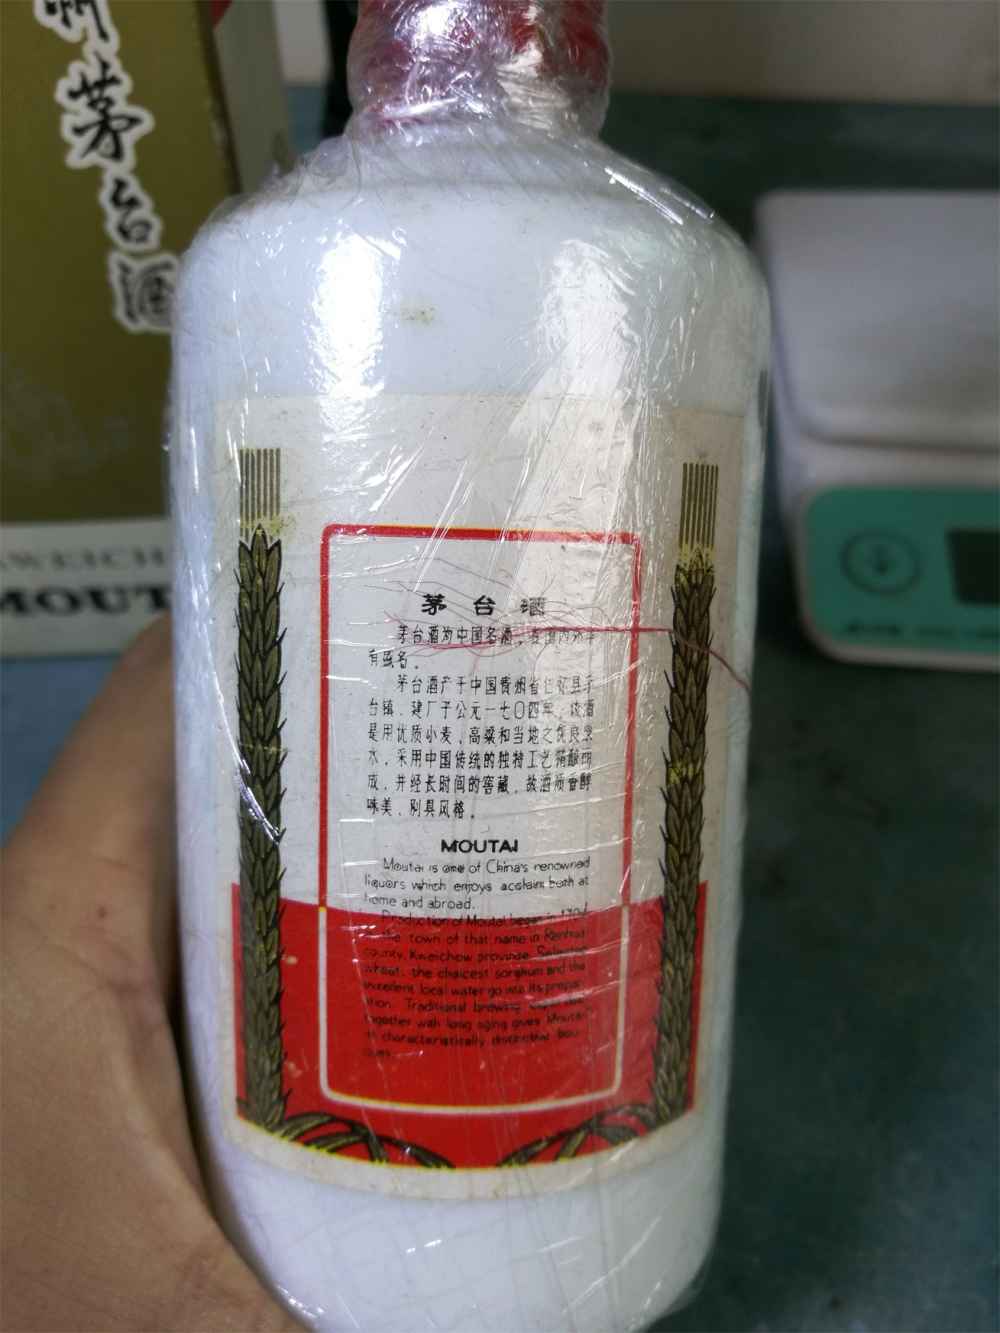 州
茅
台
酒
WEICH
MOUT
茅台酒
茅台酒为中国名酒，在国内外享
有盛名。
茅台酒产于中国贵州省仁怀县茅
台镇，建厂于公元一七〇四年，该酒
是用优质小麦、高粱和当地之优良泉
水，采用中国传统的独特工艺精酿而
成，并经长时间的窖藏，故酒质香醇
味美，别具风格。
MOUTAI
Moutai is one of China's renowned
liquors which enjoys acclaim both at
home and abroad.
Production of Moutai began in 1704
in the town of that name in Renhuai
county, Kweichow province. Selected
wheat, the choicest sorghum and the
excellent local water go into its prepar-
ation. Traditional brewing
together with long aging gives Moutai
its characteristically distinctive bou-
quet.